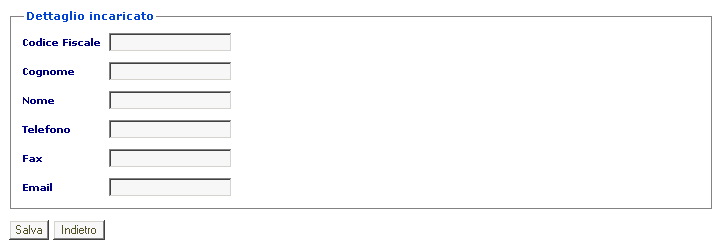 Dettaglio incaricato
Codice Fiscale
Cognome
Nome
Telefono
Fax
Email
Salva Indietro